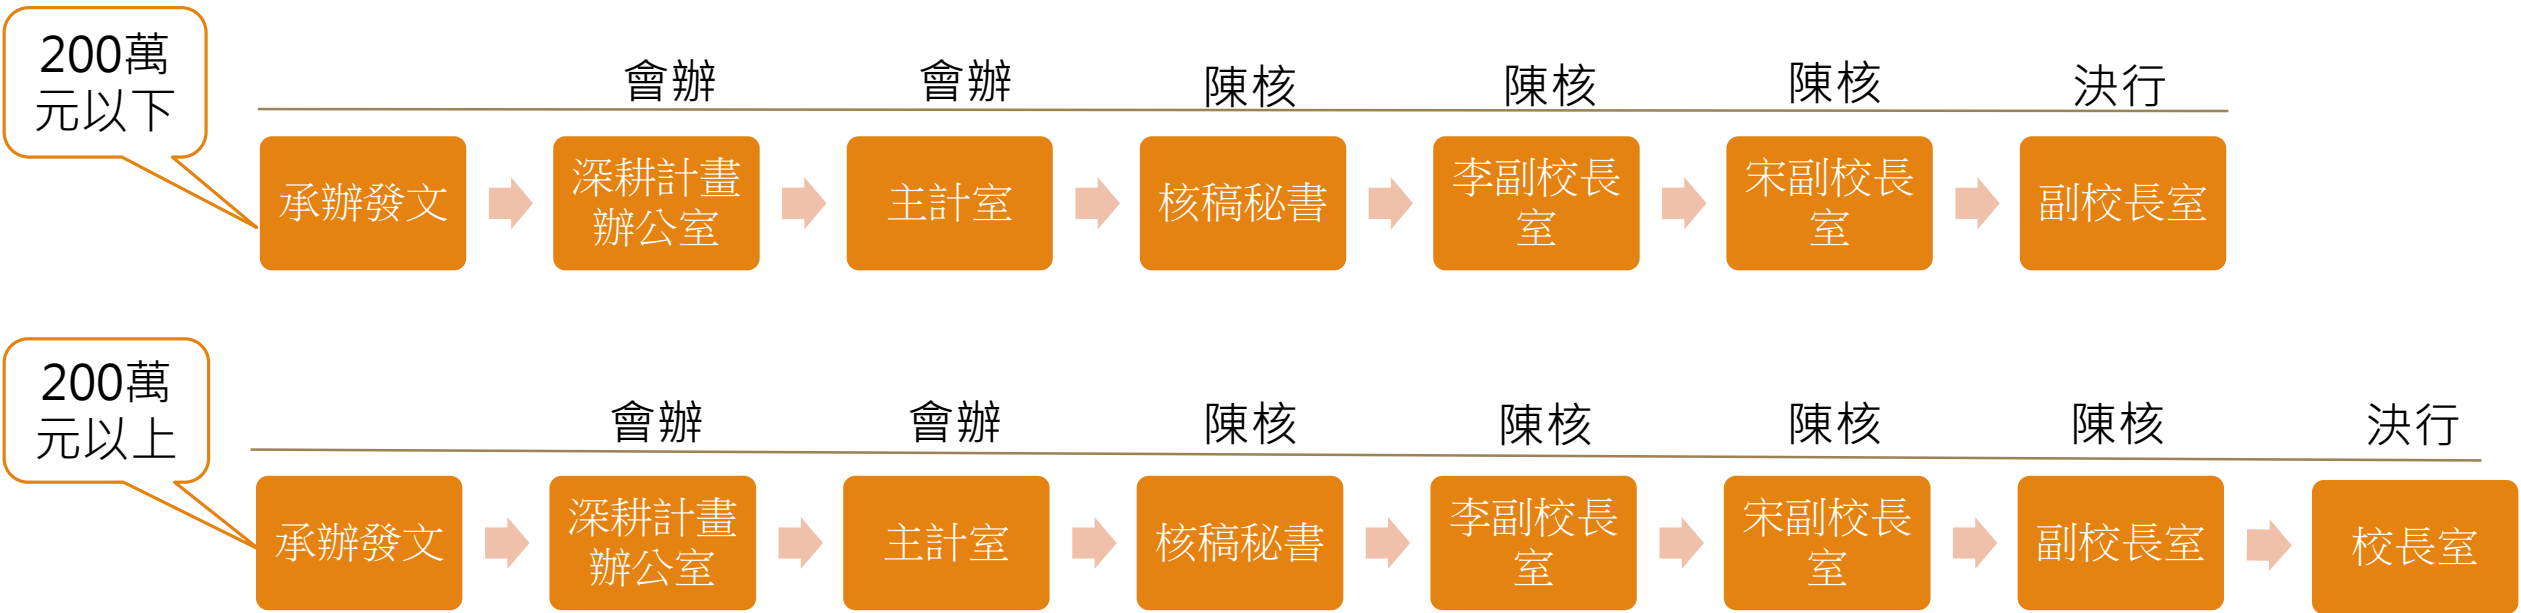 200萬
元以下
會辦
會辦
陳核
陳核
陳核
決行
承辦發文
深耕計畫
辦公室
主計室
核稿秘書
李副校長
室
宋副校長
室
副校長室
200萬
元以上
會辦
會辦
陳核
陳核
陳核
陳核
決行
承辦發文
深耕計畫
辦公室
主計室
核稿秘書
李副校長
室
宋副校長
室
副校長室
校長室